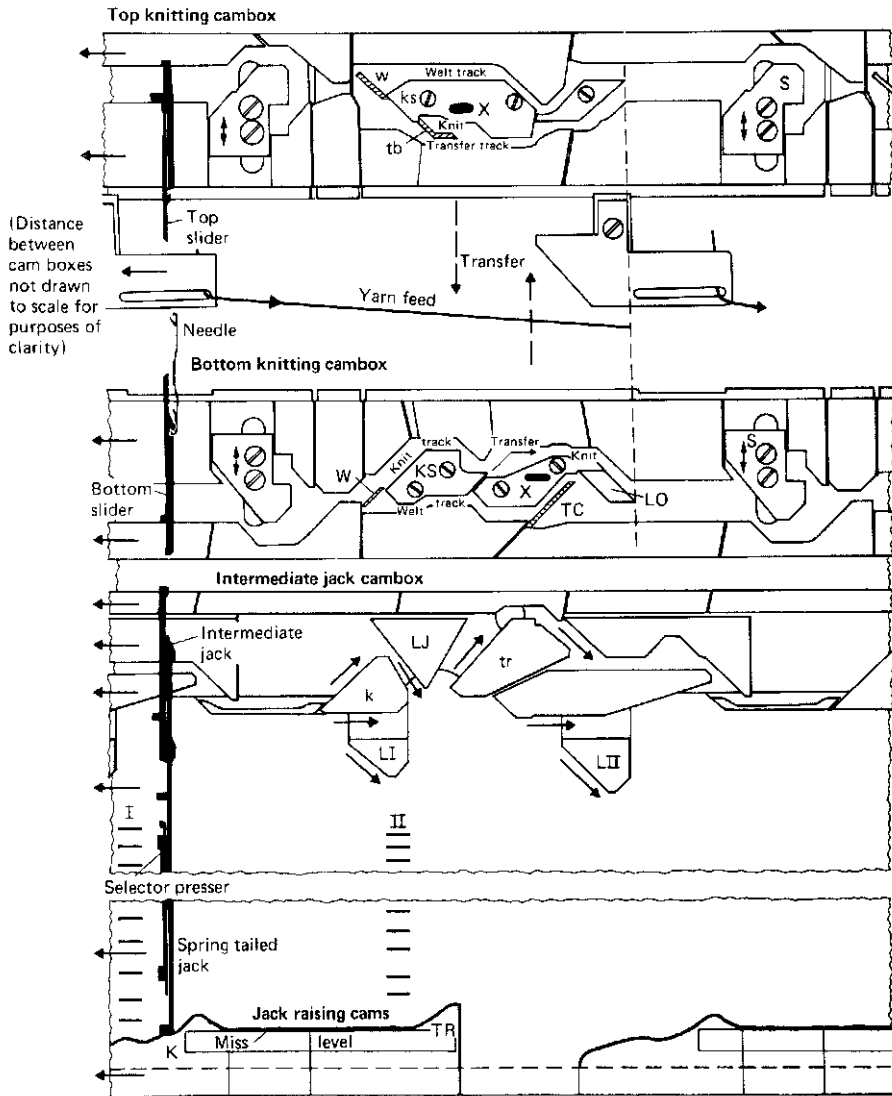 Top knitting cambox
W
Welt track
ks
X
Knit
tb
Transfer track
S
Top
slider
(Distance
between
cam boxes
not drawn
to scale for
purposes of
clarity)
Transfer
Yarn feed
Needle
Bottom knitting cambox
W
Knit
track
Transfer
Knit
KS
X
S
Bottom
slider
Welt track
TC
LO
Intermediate jack cambox
Intermediate
jack
LJ
tr
k
LI
LII
I
II
Selector presser
Spring tailed
jack
Jack raising cams
K
Miss level
TR